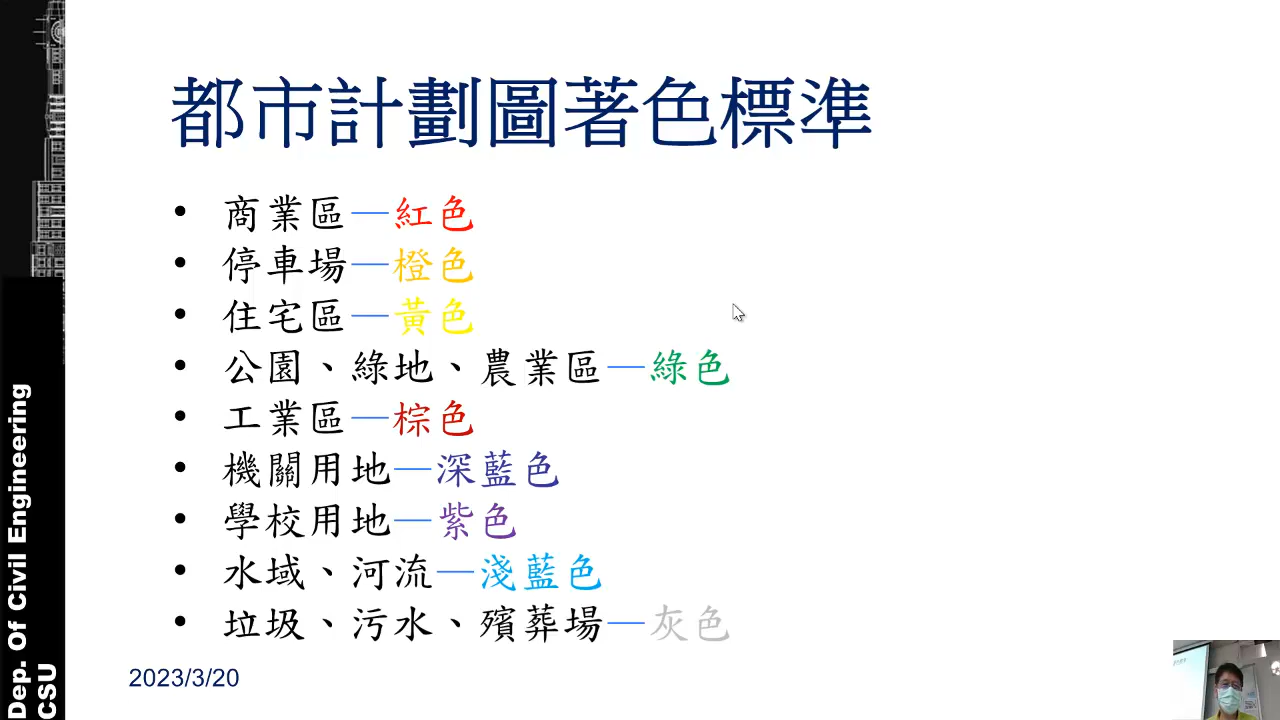 都市計劃圖著色標準
• 商業區—紅色
• 停車場—橙色
• 住宅區—黃色
• 公園、綠地、農業區—綠色
• 工業區—棕色
• 機關用地—深藍色
• 學校用地—紫色
• 水域、河流—淺藍色
• 垃圾、污水、殯葬場—灰色
2023/3/20
Dep. Of Civil Engineering
CSU